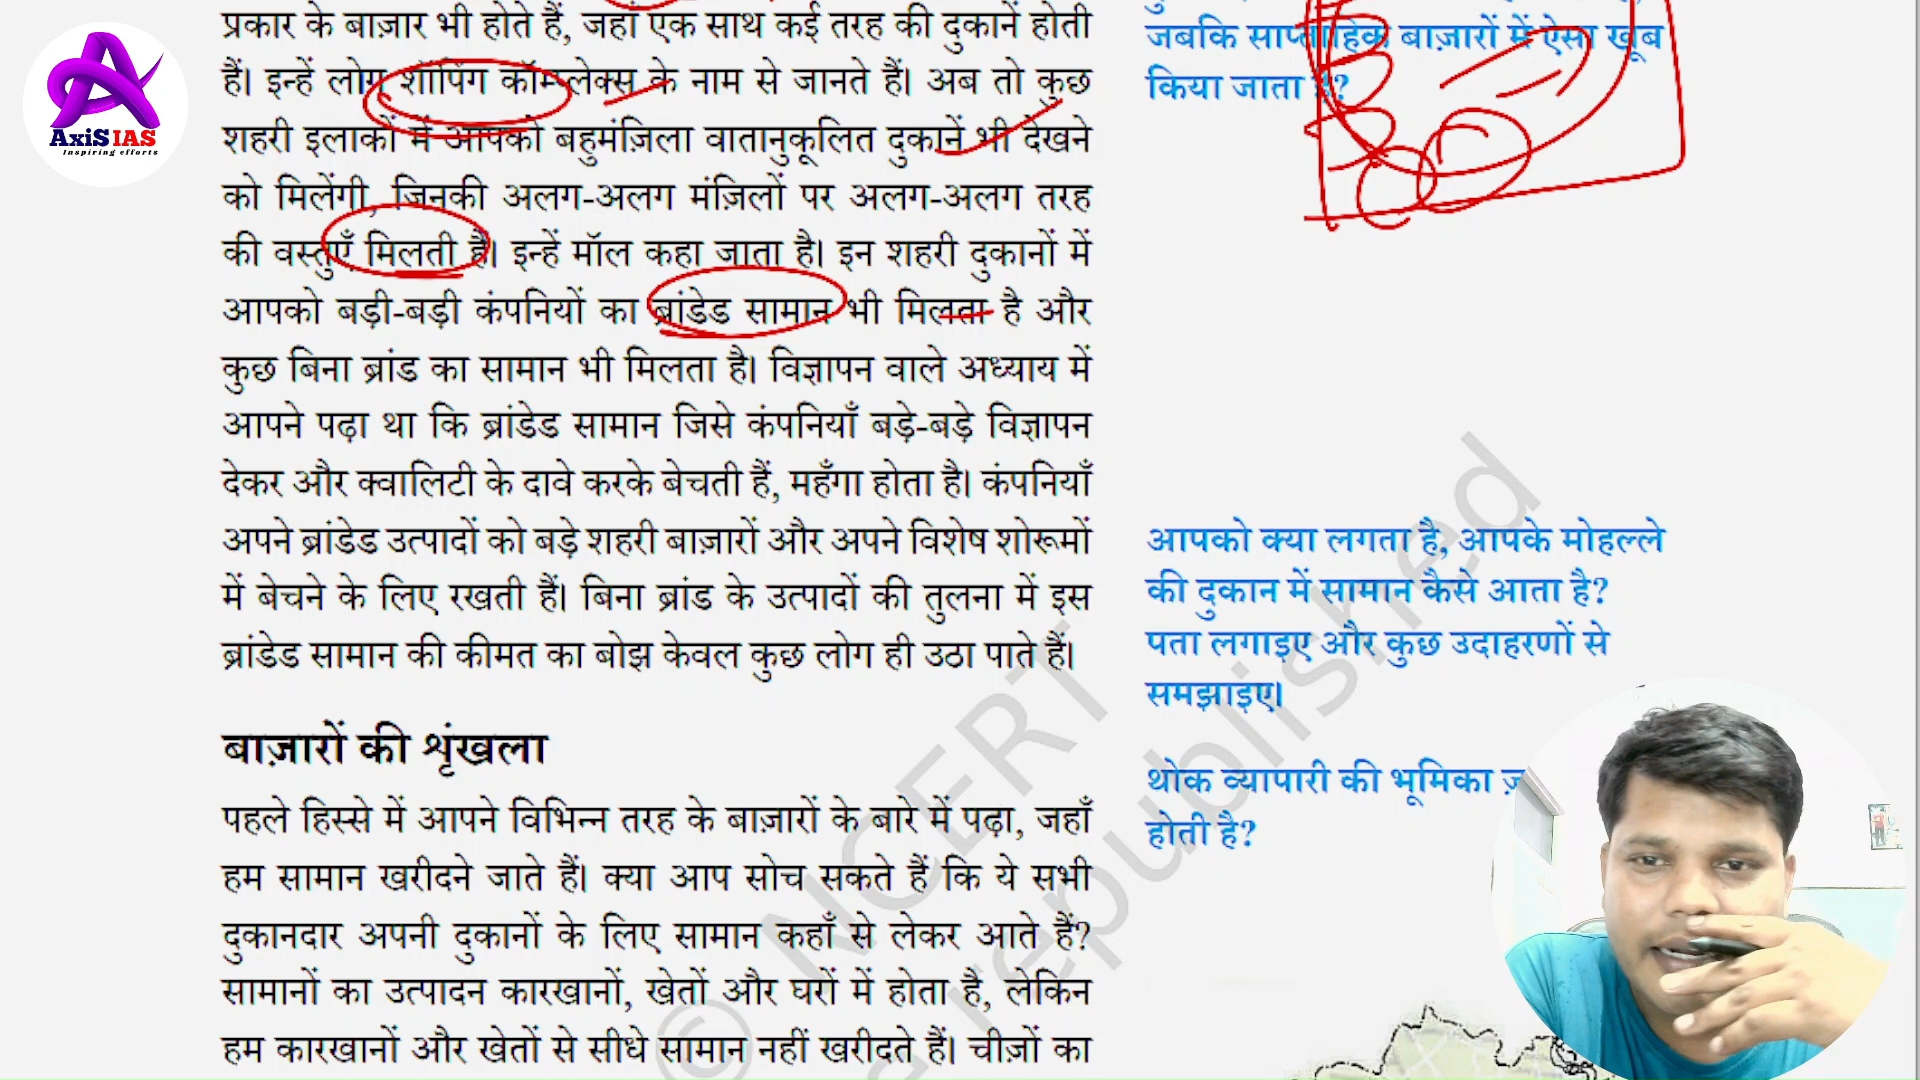 AxiS IAS
Inspiring efforts
प्रकार के बाज़ार भी होते हैं, जहाँ एक साथ कई तरह की दुकानें होती
हैं। इन्हें लोग शॉपिंग कॉम्प्लेक्स के नाम से जानते हैं। अब तो कुछ
शहरी इलाकों में आपको बहुमंज़िला वातानुकूलित दुकानें भी देखने
को मिलेंगी, जिनकी अलग-अलग मंज़िलों पर अलग-अलग तरह
की वस्तुएँ मिलती हैं। इन्हें मॉल कहा जाता है। इन शहरी दुकानों में
आपको बड़ी-बड़ी कंपनियों का ब्रांडेड सामान भी मिलता है और
कुछ बिना ब्रांड का सामान भी मिलता है। विज्ञापन वाले अध्याय में
आपने पढ़ा था कि ब्रांडेड सामान जिसे कंपनियाँ बड़े-बड़े विज्ञापन
देकर और क्वालिटी के दावे करके बेचती हैं, महँगा होता है। कंपनियाँ
अपने ब्रांडेड उत्पादों को बड़े शहरी बाज़ारों और अपने विशेष शोरूमों
में बेचने के लिए रखती हैं। बिना ब्रांड के उत्पादों की तुलना में इस
ब्रांडेड सामान की कीमत का बोझ केवल कुछ लोग ही उठा पाते हैं।
बाज़ारों की शृंखला
पहले हिस्से में आपने विभिन्न तरह के बाज़ारों के बारे में पढ़ा, जहाँ
हम सामान खरीदने जाते हैं। क्या आप सोच सकते हैं कि ये सभी
दुकानदार अपनी दुकानों के लिए सामान कहाँ से लेकर आते हैं?
सामानों का उत्पादन कारखानों, खेतों और घरों में होता है, लेकिन
हम कारखानों और खेतों से सीधे सामान नहीं खरीदते हैं। चीज़ों का
जबकि साप्ताहिक बाज़ारों में ऐसा खूब
किया जाता है?
आपको क्या लगता है, आपके मोहल्ले
की दुकान में सामान कैसे आता है?
पता लगाइए और कुछ उदाहरणों से
समझाइए।
थोक व्यापारी की भूमिका
होती है?
© NCERT
republished